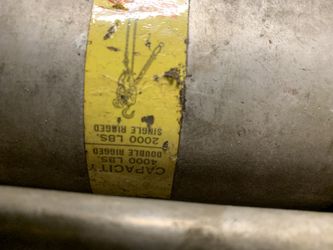 CAPACITY
4000 LBS.
DOUBLE RIGGED
2000 LBS.
SINGLE RIGGED